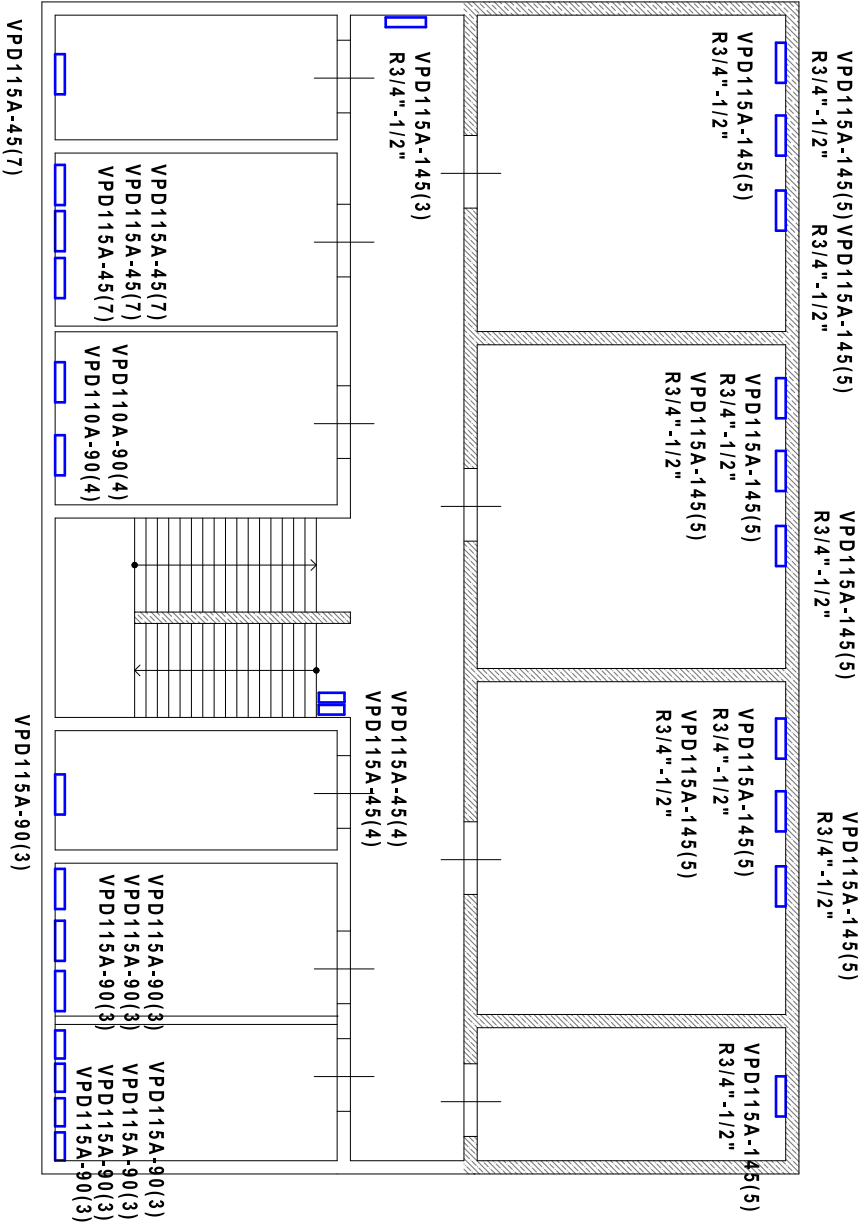 VPD115A-145(5)
R3/4"-1/2"
VPD115A-145(5)
R3/4"-1/2"
VPD115A-145(5)
R3/4"-1/2"
VPD115A-145(5)
R3/4"-1/2"
VPD115A-145(5)
R3/4"-1/2"
VPD115A-145(5)
R3/4"-1/2"
VPD115A-145(5)
R3/4"-1/2"
VPD115A-145(5)
R3/4"-1/2"
VPD115A-145(5)
R3/4"-1/2"
VPD115A-145(5)
R3/4"-1/2"
VPD115A-145(3)
R3/4"-1/2"
VPD115A-45(4)
VPD115A-45(4)
VPD115A-45(7)
VPD115A-45(7)
VPD115A-45(7)
VPD110A-90(4)
VPD110A-90(4)
VPD115A-90(3)
VPD115A-90(3)
VPD115A-90(3)
VPD115A-90(3)
VPD115A-90(3)
VPD115A-90(3)
VPD115A-90(3)
VPD115A-45(7)
VPD115A-90(3)